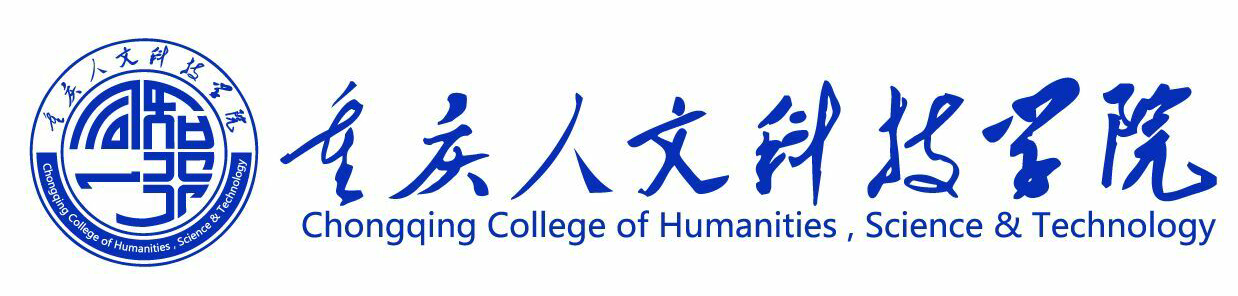 重庆人文科技学院
Chongqing College of Humanities , Science & Technology
重庆人文科技学院
Chongqing College of Humanities , Science & Technology